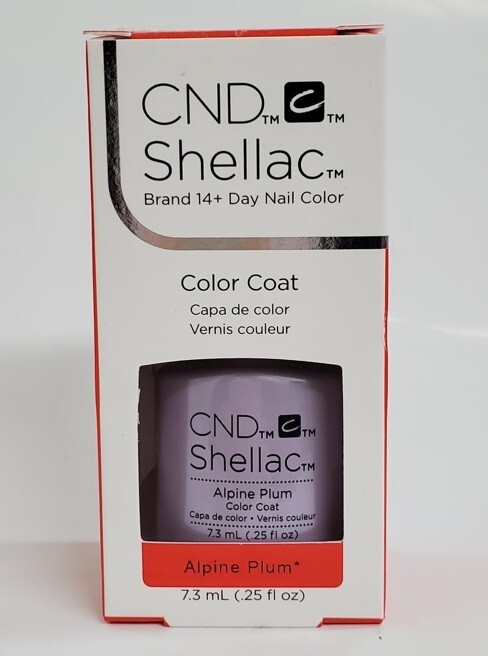 CND™ C™
Shellac™
Brand 14+ Day Nail Color
Color Coat
Capa de color
Vernis couleur
CND™ C™
Shellac™
Alpine Plum
Color Coat
Capa de color • Vernis couleur
7.3 mL (.25 fl oz)
Alpine Plum*
7.3 mL (.25 fl oz)